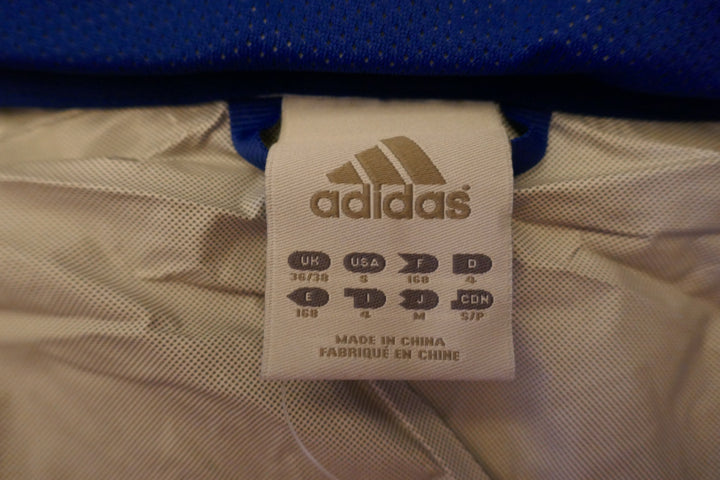 adidas
UK USA F D
36/38 S 168 4
E I J CDN
168 4 M S/P
MADE IN CHINA
FABRIQUÉ EN CHINE